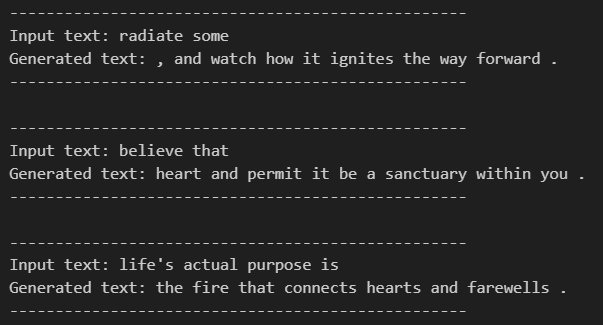 --------------------------------------------------
Input text: radiate some
Generated text: , and watch how it ignites the way forward .
--------------------------------------------------
--------------------------------------------------
Input text: believe that
Generated text: heart and permit it be a sanctuary within you .
--------------------------------------------------
--------------------------------------------------
Input text: life's actual purpose is
Generated text: the fire that connects hearts and farewells .
--------------------------------------------------